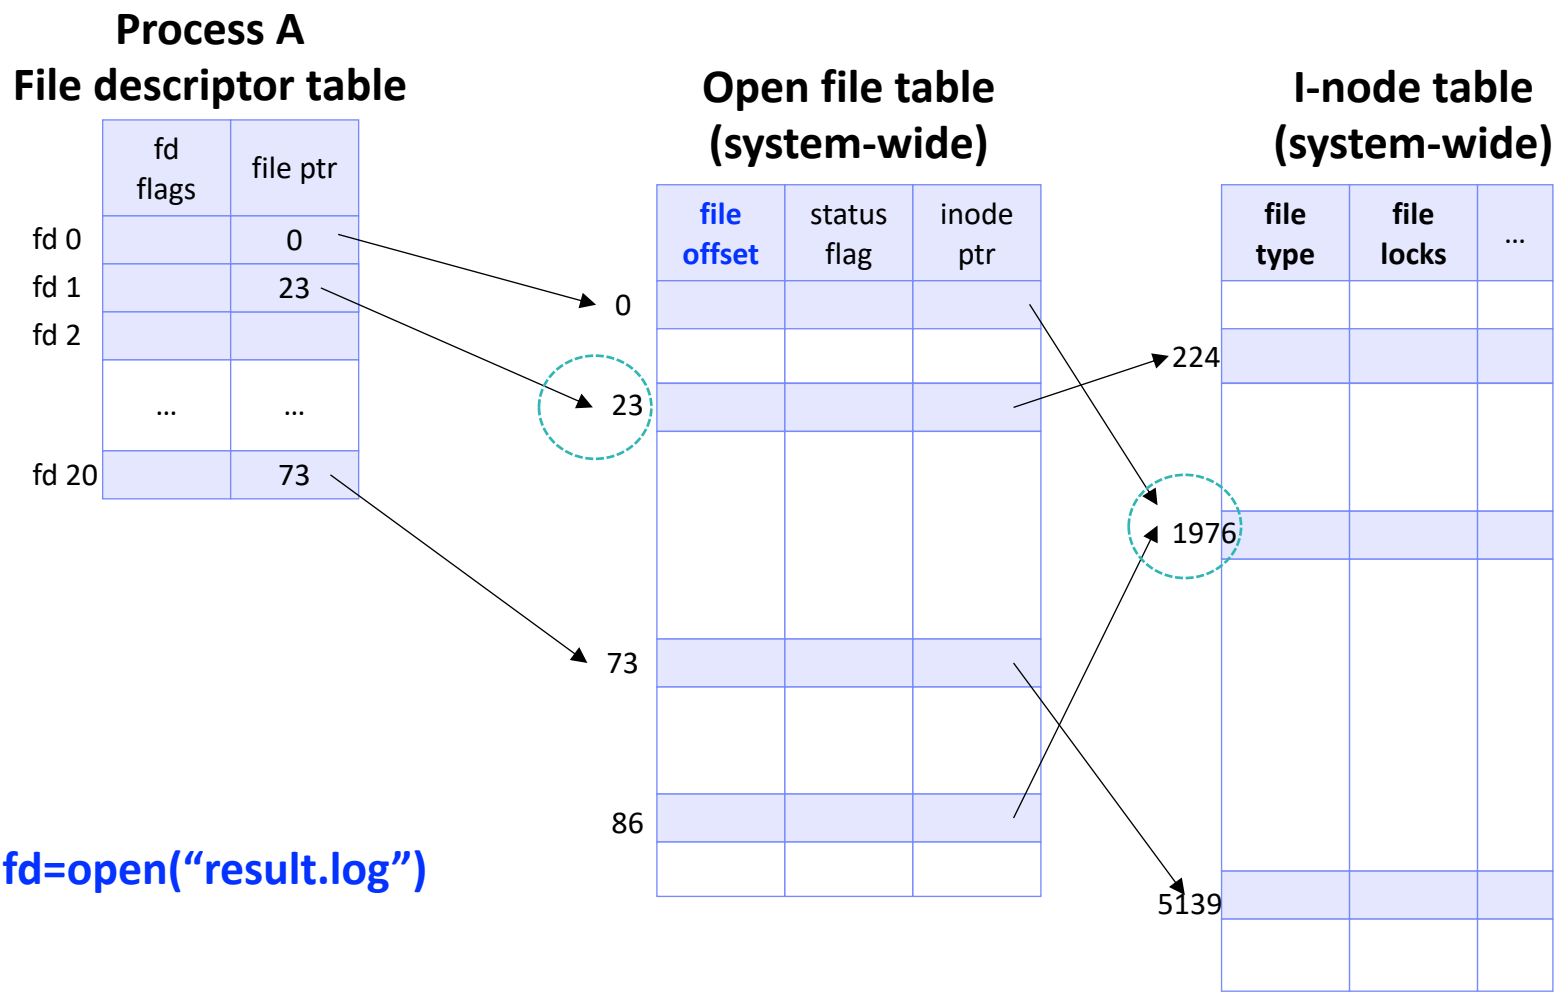 Process A
File descriptor table
fd
flags
file ptr
fd 0
0
fd 1
23
fd 2
...
...
fd 20
73
fd=open(“result.log”)
Open file table
(system-wide)
file
offset
status
flag
inode
ptr
0
23
73
86
I-node table
(system-wide)
file
type
file
locks
...
224
1976
5139